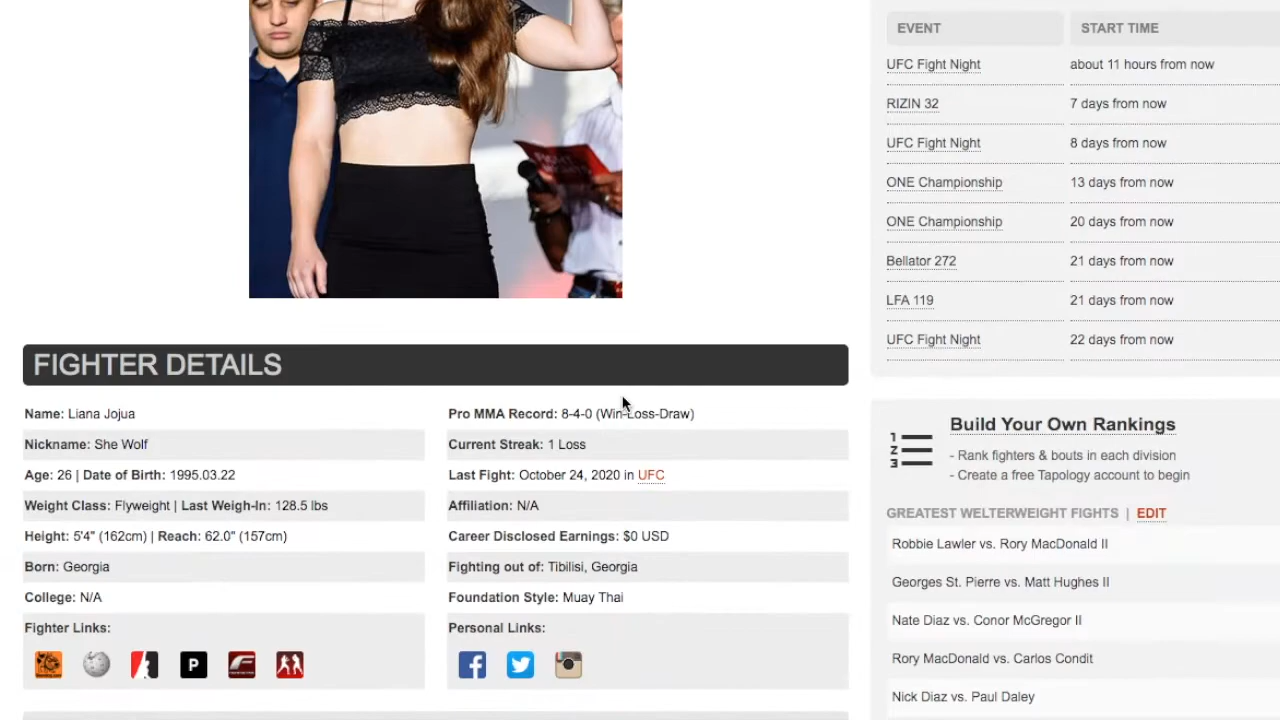 FIGHTER DETAILS
Name: Liana Jojua
Nickname: She Wolf
Age: 26 | Date of Birth: 1995.03.22
Weight Class: Flyweight | Last Weigh-In: 128.5 lbs
Height: 5'4" (162cm) | Reach: 62.0" (157cm)
Born: Georgia
College: N/A
Fighter Links:
P
Pro MMA Record: 8-4-0 (Win-Loss-Draw)
Current Streak: 1 Loss
Last Fight: October 24, 2020 in UFC
Affiliation: N/A
Career Disclosed Earnings: $0 USD
Fighting out of: Tibilisi, Georgia
Foundation Style: Muay Thai
Personal Links:
EVENT START TIME
UFC Fight Night about 11 hours from now
RIZIN 32 7 days from now
UFC Fight Night 8 days from now
ONE Championship 13 days from now
ONE Championship 20 days from now
Bellator 272 21 days from now
LFA 119 21 days from now
UFC Fight Night 22 days from now
1
2
3
Build Your Own Rankings
- Rank fighters & bouts in each division
- Create a free Tapology account to begin
GREATEST WELTERWEIGHT FIGHTS | EDIT
Robbie Lawler vs. Rory MacDonald II
Georges St. Pierre vs. Matt Hughes II
Nate Diaz vs. Conor McGregor II
Rory MacDonald vs. Carlos Condit
Nick Diaz vs. Paul Daley